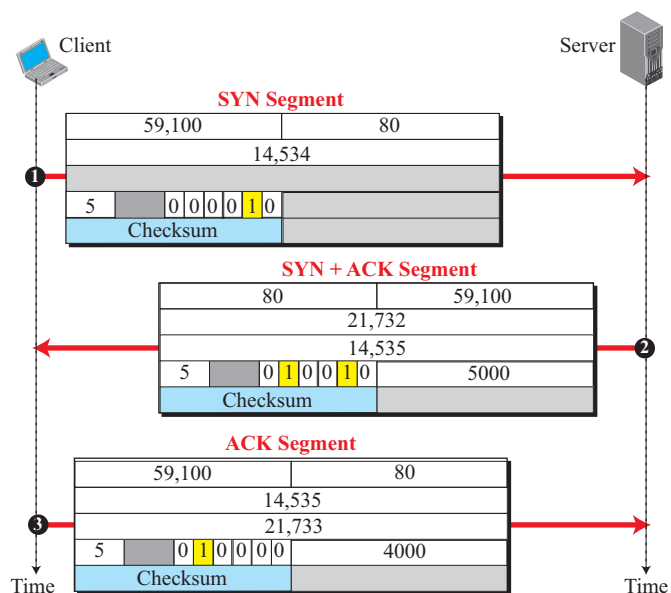 Client
Server
SYN Segment
59,100 80
14,534
1
5 0 0 0 0 1 0
Checksum
SYN + ACK Segment
80 59,100
21,732
2
14,535
5 0 1 0 0 1 0 5000
Checksum
ACK Segment
59,100 80
14,535
3
21,733
5 0 1 0 0 0 0 4000
Checksum
Time
Time